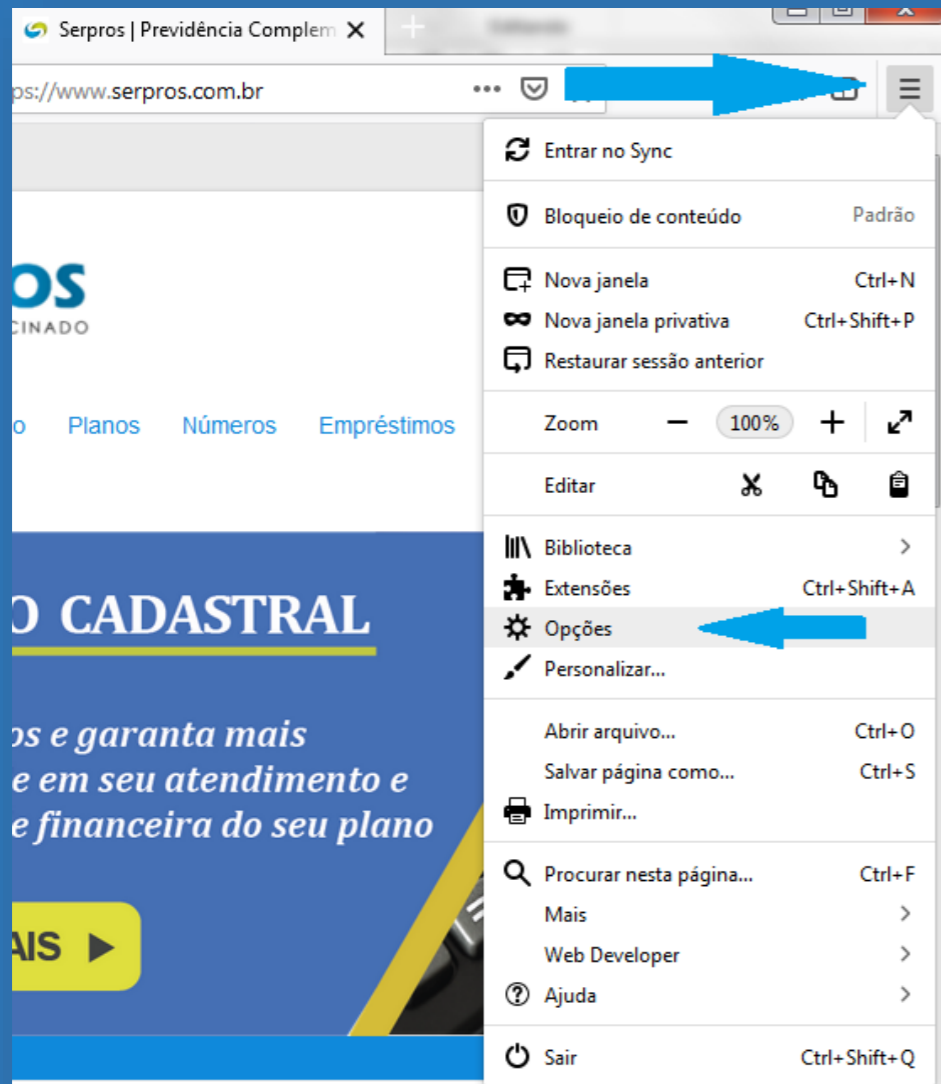 Serpros | Previdência Complem
ps://www.serpros.com.br
Entrar no Sync
Bloqueio de conteúdo Padrão
Nova janela Ctrl+N
Nova janela privativa Ctrl+Shift+P
Restaurar sessão anterior
Zoom 100%
Editar
Biblioteca
Extensões Ctrl+Shift+A
Opções
Personalizar...
Abrir arquivo... Ctrl+O
Salvar página como... Ctrl+S
Imprimir...
Procurar nesta página... Ctrl+F
Mais
Web Developer
Ajuda
Sair Ctrl+Shift+Q
OS
CINADO
o Planos Números Empréstimos
O CADASTRAL
os e garanta mais
e em seu atendimento e
e financeira do seu plano
AIS